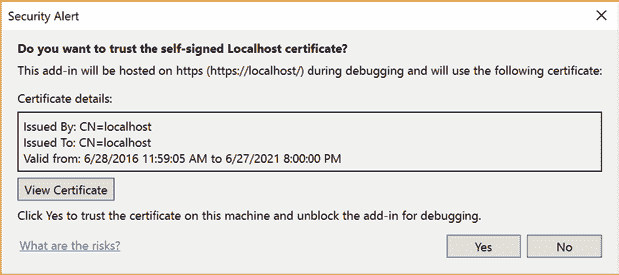 Security Alert
Do you want to trust the self-signed Localhost certificate?
This add-in will be hosted on https (https://localhost/) during debugging and will use the following certificate:
Certificate details:
Issued By: CN=localhost
Issued To: CN=localhost
Valid from: 6/28/2016 11:59:05 AM to 6/27/2021 8:00:00 PM
View Certificate
Click Yes to trust the certificate on this machine and unblock the add-in for debugging.
What are the risks?
Yes
No